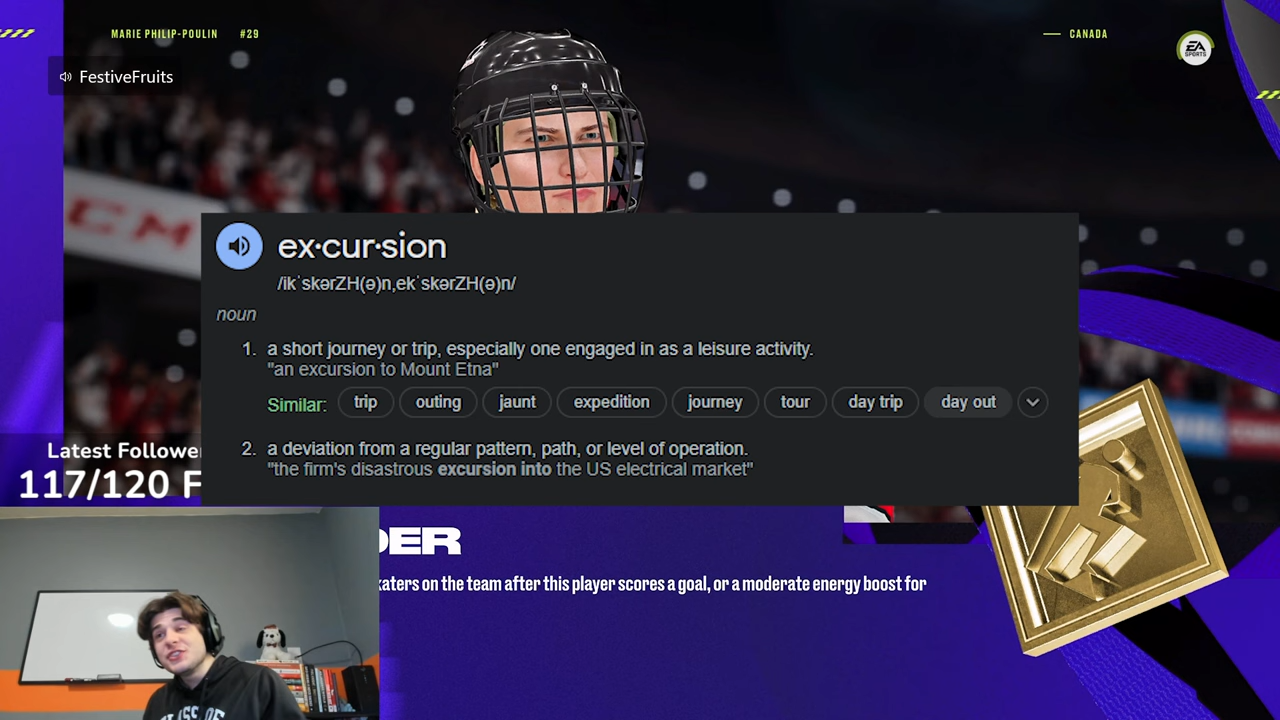 MARIE PHILIP-POULIN #29
CANADA
EA
SPORTS
FestiveFruits
CM
ex·cur·sion
/ikˈskərZH(ə)n,ekˈskərZH(ə)n/
noun
1. a short journey or trip, especially one engaged in as a leisure activity.
"an excursion to Mount Etna"
Similar: trip outing jaunt expedition journey tour day trip day out
2. a deviation from a regular pattern, path, or level of operation.
"the firm's disastrous excursion into the US electrical market"
Latest Follower
117/120 F
DER
katers on the team after this player scores a goal, or a moderate energy boost for